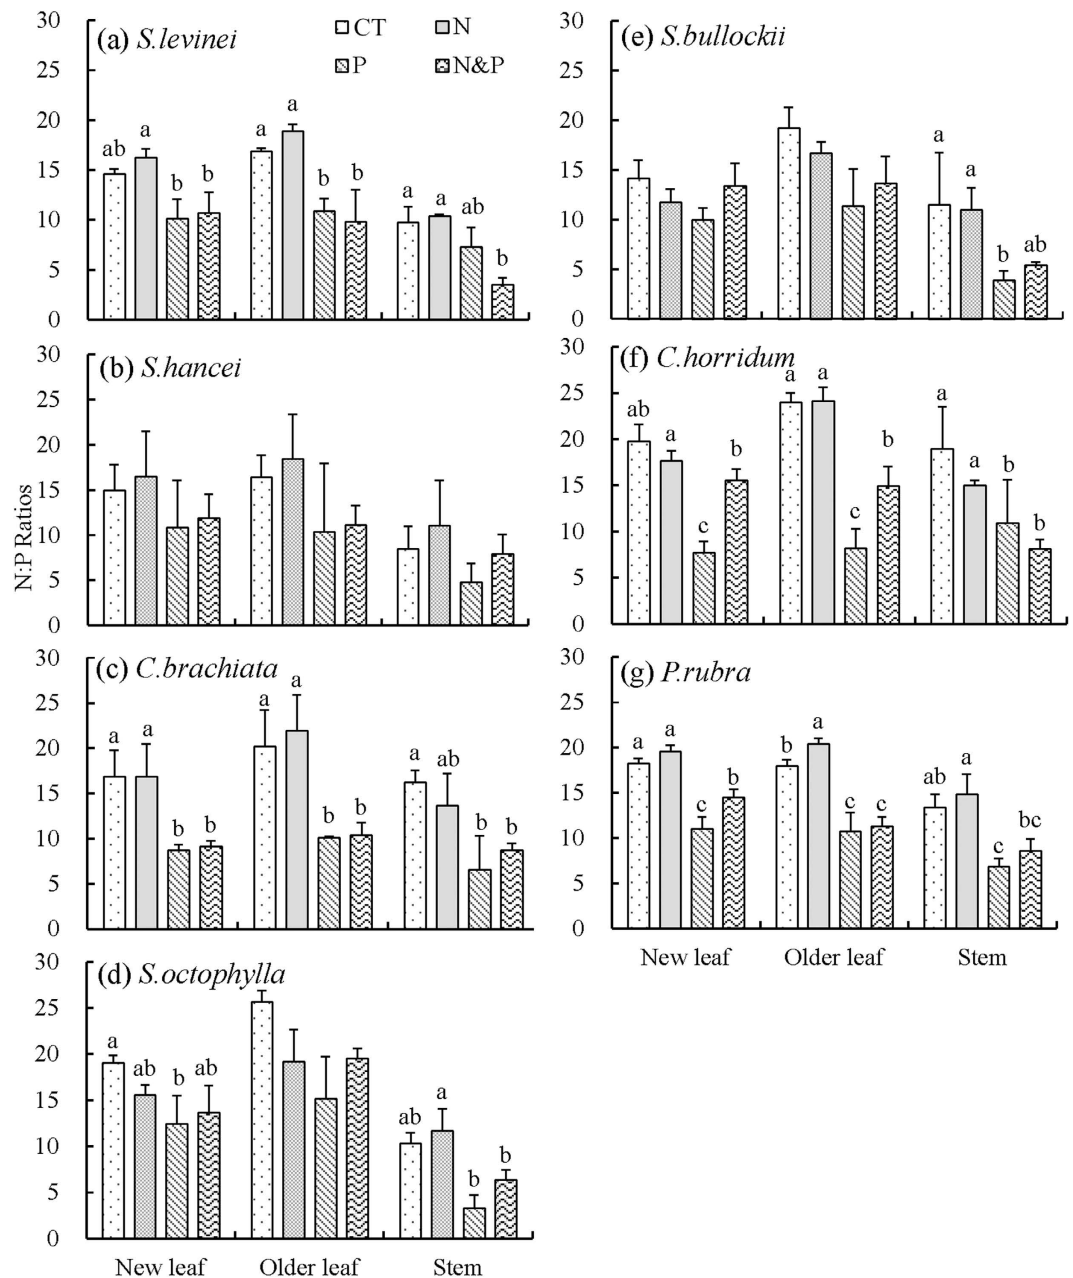 N:P Ratios
(a) S.levinei
CT N
P N&P
30
25
20
15
10
5
0
ab a b b
a a b b
a a ab b
(b) S.hancei
30
25
20
15
10
5
0
(c) C.brachiata
30
25
20
15
10
5
0
a a b b
a a b b
a ab b b
(d) S.octophylla
30
25
20
15
10
5
0
a ab b ab
ab a b b
New leaf Older leaf Stem
(e) S.bullockii
30
25
20
15
10
5
0
a a b ab
(f) C.horridum
30
25
20
15
10
5
0
ab a c b
a a c b
a a b b
(g) P.rubra
30
25
20
15
10
5
0
a a c b
b a c c
ab a c bc
New leaf Older leaf Stem